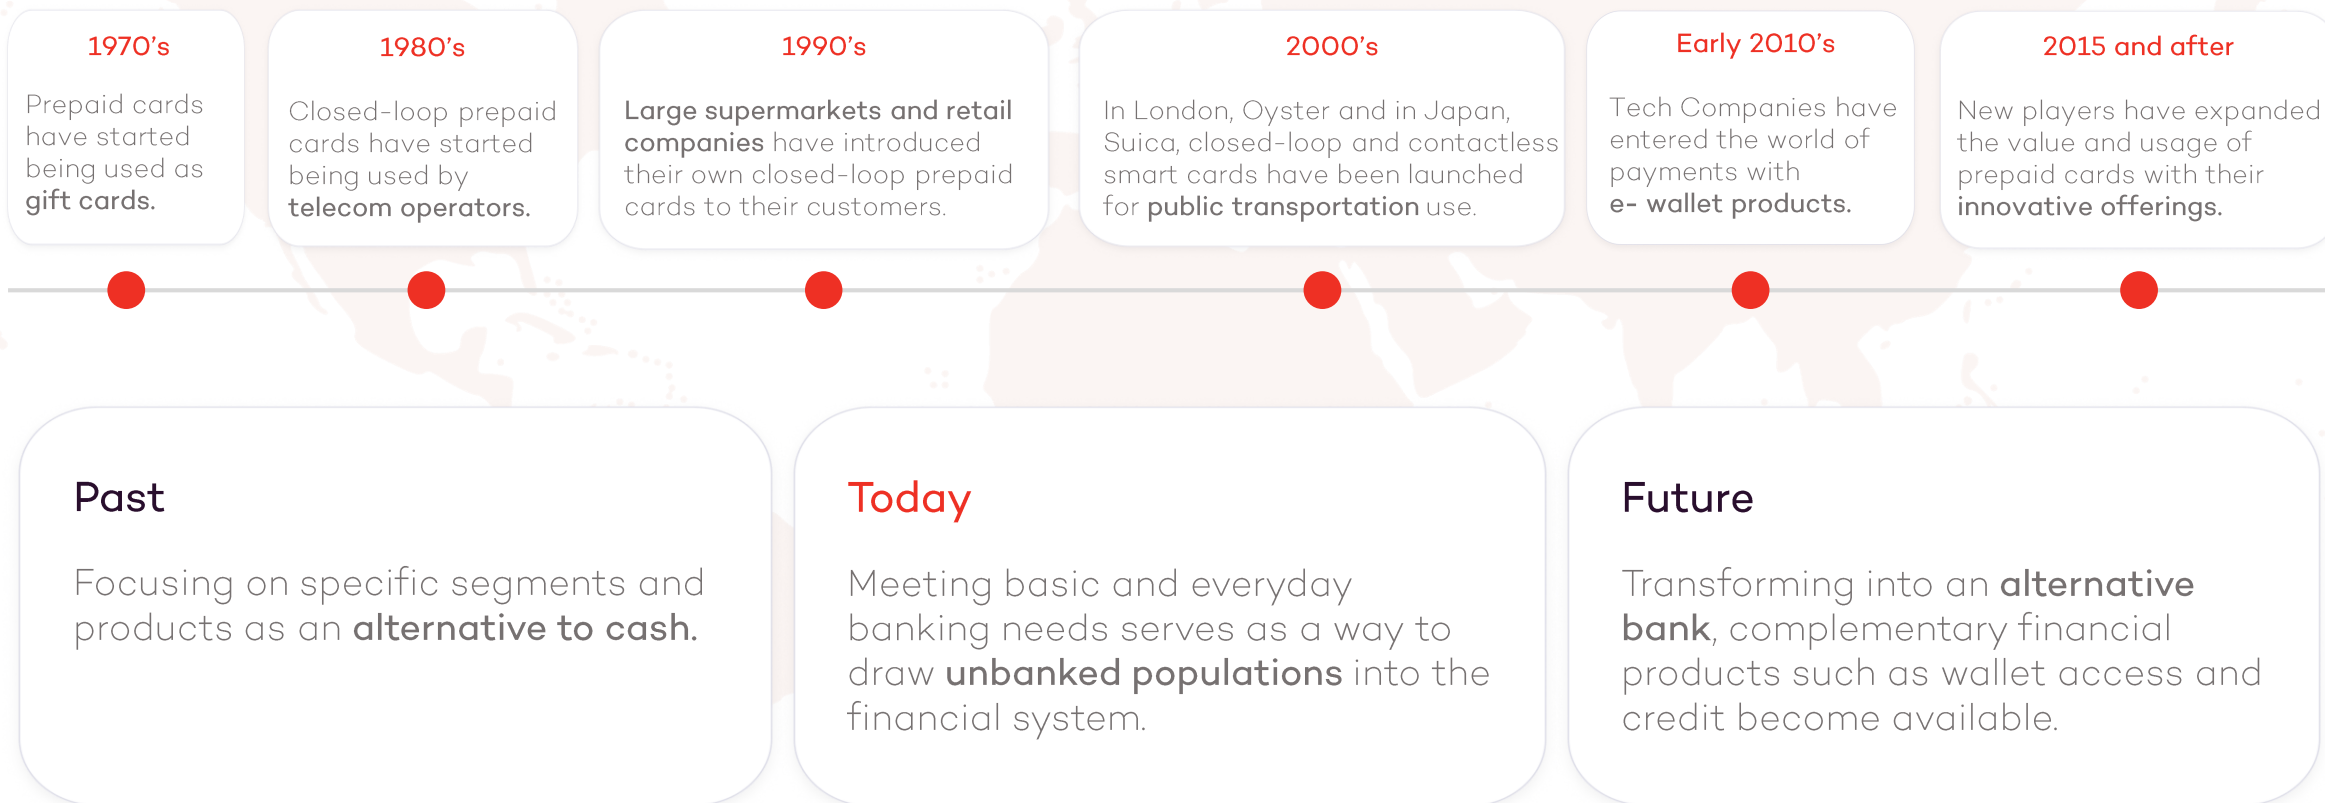 1970's
Prepaid cards
have started
being used as
gift cards.
1980's
Closed-loop prepaid
cards have started
being used by
telecom operators.
1990's
Large supermarkets and retail
companies have introduced
their own closed-loop prepaid
cards to their customers.
2000's
In London, Oyster and in Japan,
Suica, closed-loop and contactless
smart cards have been launched
for public transportation use.
Early 2010's
Tech Companies have
entered the world of
payments with
e- wallet products.
2015 and after
New players have expanded
the value and usage of
prepaid cards with their
innovative offerings.
Past
Focusing on specific segments and
products as an alternative to cash.
Today
Meeting basic and everyday
banking needs serves as a way to
draw unbanked populations into the
financial system.
Future
Transforming into an alternative
bank, complementary financial
products such as wallet access and
credit become available.